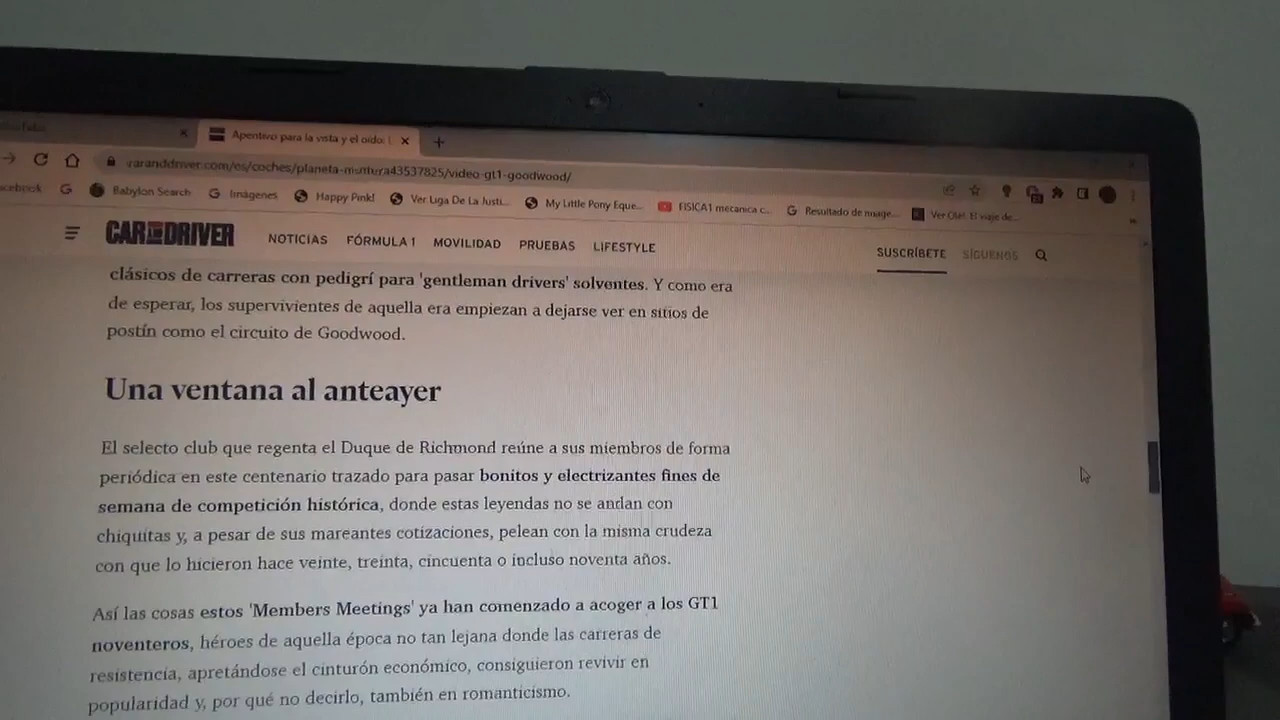 Aperitivo para la vista y el oído: L
caranddriver.com/es/coches/planeta-motor/a43537825/video-gt1-goodwood/
acebook
Babylon Search
Imágenes
Happy Pink!
Ver Liga De La Justi...
My Little Pony Eque...
FISICA1 mecanica c...
Resultado de image...
Ver Olé!. El viaje de...
CAR AND DRIVER
NOTICIAS
FÓRMULA 1
MOVILIDAD
PRUEBAS
LIFESTYLE
SUSCRÍBETE
SÍGUENOS
clásicos de carreras con pedigrí para 'gentleman drivers' solventes. Y como era
de esperar, los supervivientes de aquella era empiezan a dejarse ver en sitios de
postín como el circuito de Goodwood.
Una ventana al anteayer
El selecto club que regenta el Duque de Richmond reúne a sus miembros de forma
periódica en este centenario trazado para pasar bonitos y electrizantes fines de
semana de competición histórica, donde estas leyendas no se andan con
chiquitas y, a pesar de sus mareantes cotizaciones, pelean con la misma crudeza
con que lo hicieron hace veinte, treinta, cincuenta o incluso noventa años.
Así las cosas estos 'Members Meetings' ya han comenzado a acoger a los GT1
noventeros, héroes de aquella época no tan lejana donde las carreras de
resistencia, apretándose el cinturón económico, consiguieron revivir en
popularidad y, por qué no decirlo, también en romanticismo.